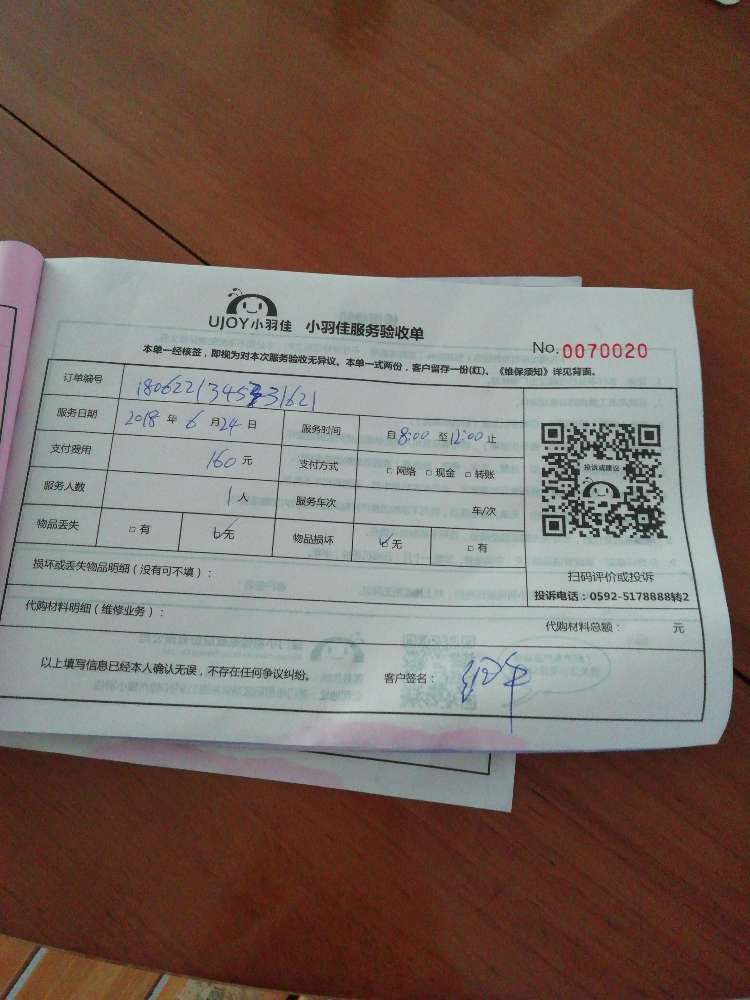 UJOY小羽佳 小羽佳服务验收单
No. 0070020
本单一经核签，即视为对本次服务验收无异议。本单一式两份，客户留存一份(红)。《维保须知》详见背面。
订单编号
服务日期 2018 年 6 月 24 日 服务时间 自 8:00 至 12:00 止
支付费用 160 元 支付方式 □ 网络 □ 现金 □ 转账
服务人数 1 人 服务车次 车/次
物品丢失 □ 有 ☑ 无 物品损坏 ☑ 无 □ 有
投诉或建议
扫码评价或投诉
投诉电话：0592-5178888转2
损坏或丢失物品明细（没有可不填）：
代购材料明细（维修业务）： 代购材料总额： 元
以上填写信息已经本人确认无误，不存在任何争议纠纷。 客户签名：